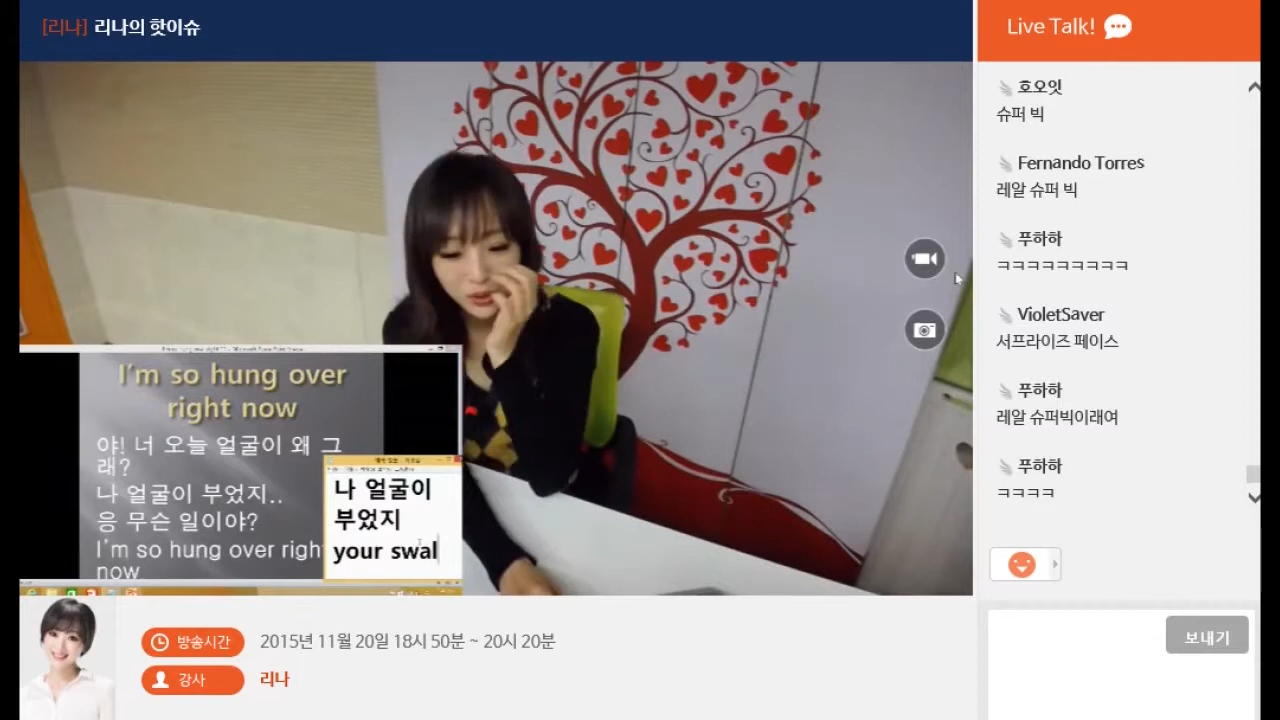 [리나] 리나의 핫이슈
Live Talk!
호오잇
슈퍼 빅
Fernando Torres
레알 슈퍼 빅
푸하하
ㅋㅋㅋㅋㅋㅋㅋㅋㅋ
VioletSaver
서프라이즈 페이스
푸하하
레알 슈퍼빅이래여
푸하하
ㅋㅋㅋㅋ
보내기
I'm so hung over
right now
야! 너 오늘 얼굴이 왜 그
래?
나 얼굴이 부었지..
응 무슨 일이야?
I'm so hung over righ
now
나 얼굴이
부었지
your swal
방송시간 2015년 11월 20일 18시 50분 ~ 20시 20분
강사 리나